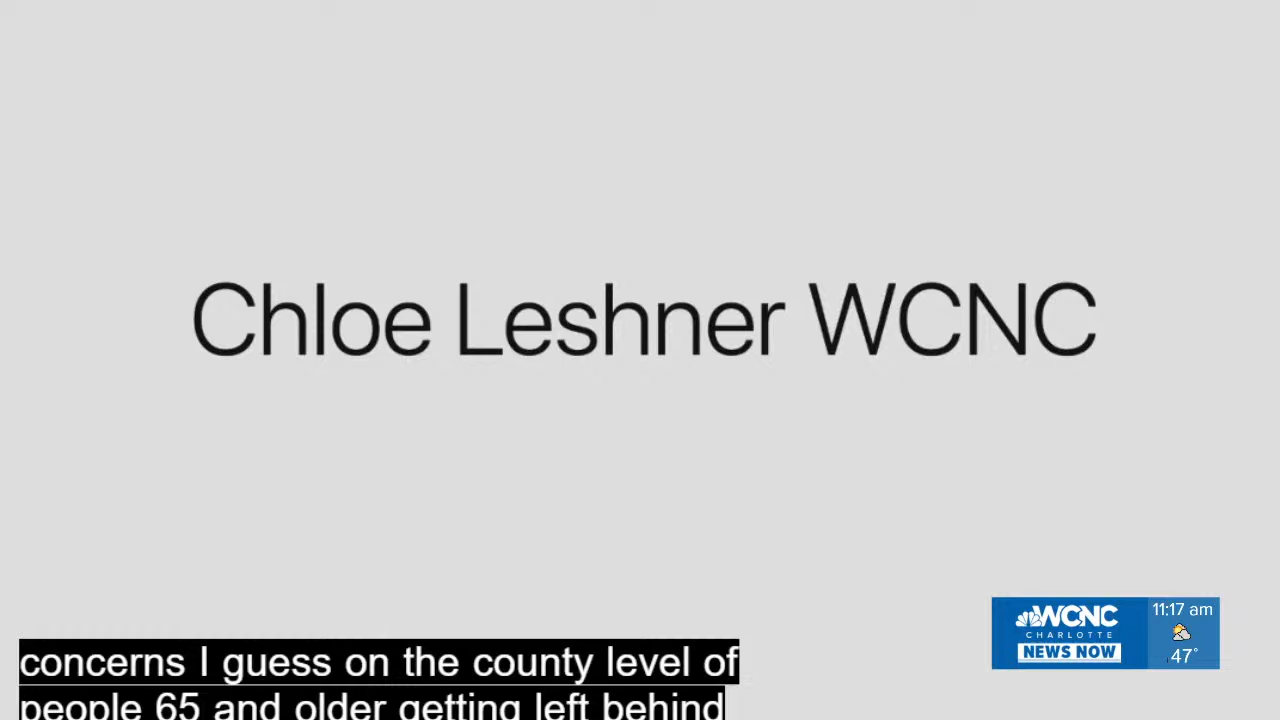 Chloe Leshner WCNC
WCNC
CHARLOTTE
NEWS NOW
11:17 am
47°
concerns I guess on the county level of
people 65 and older getting left behind